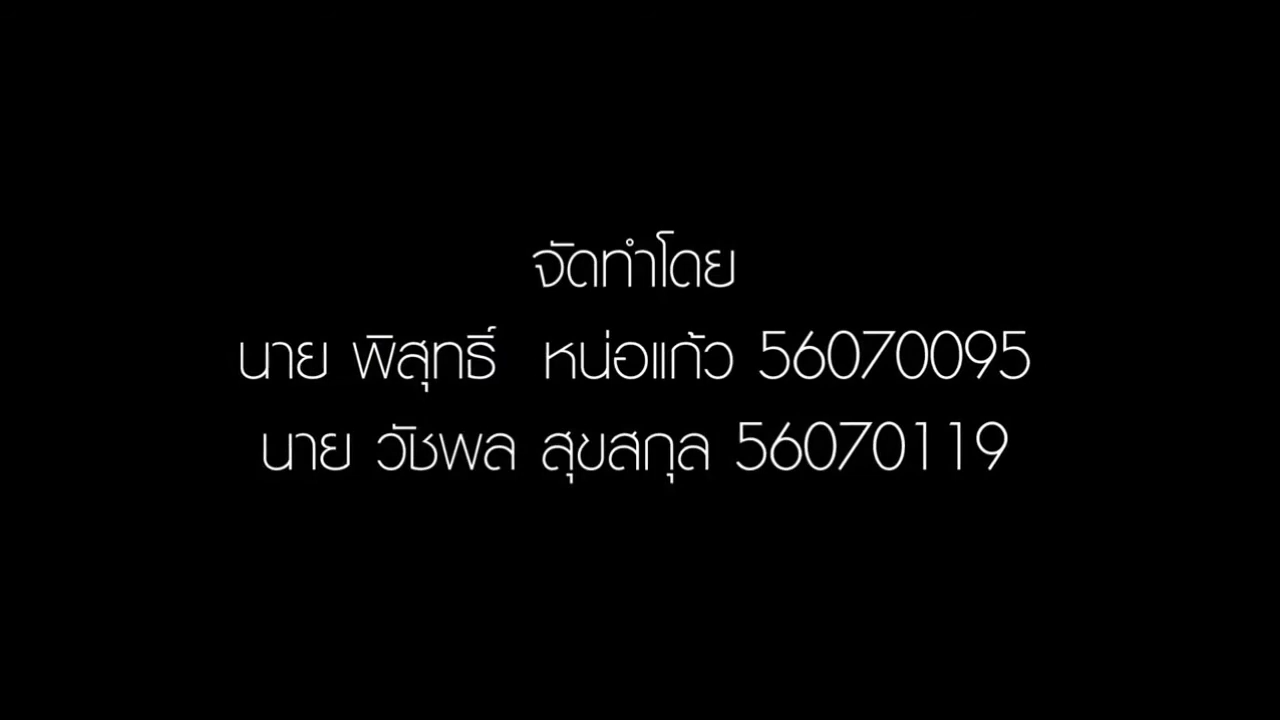 จัดทำโดย
นาย พิสุทธิ์ หน่อแก้ว 56070095
นาย วัชพล สุขสกุล 56070119